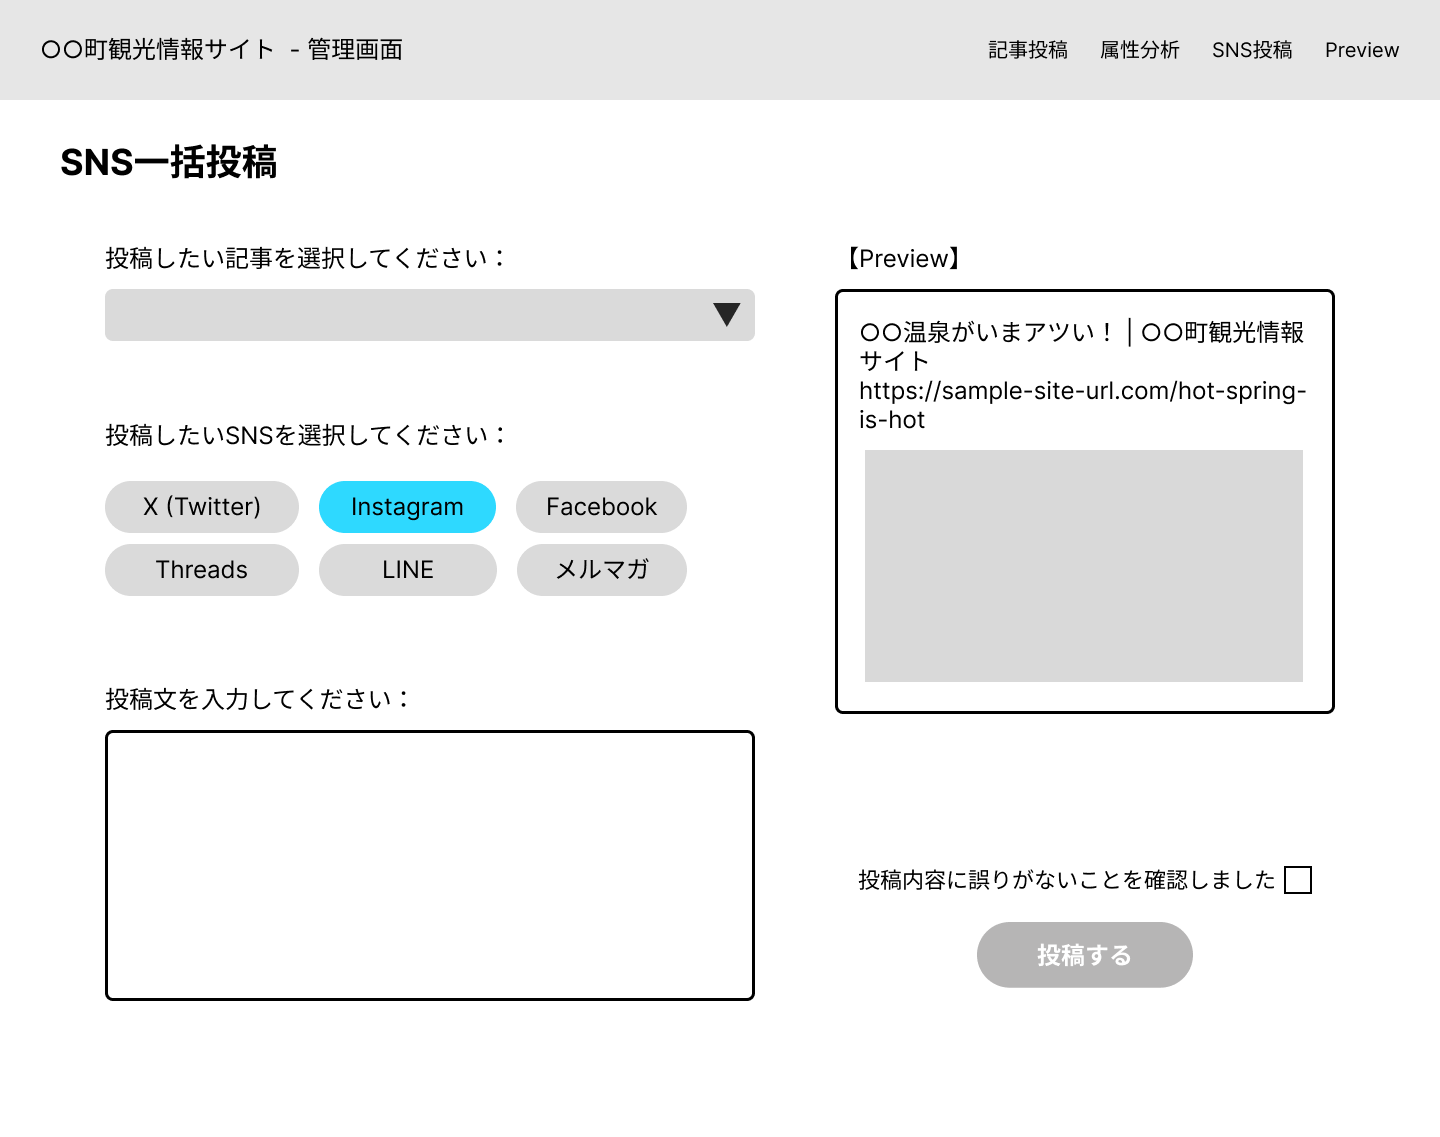 〇〇町観光情報サイト - 管理画面
記事投稿 属性分析 SNS投稿 Preview
SNS一括投稿
投稿したい記事を選択してください：
▼
投稿したいSNSを選択してください：
X (Twitter) Instagram Facebook
Threads LINE メルマガ
投稿文を入力してください：
【Preview】
〇〇温泉がいまアツい！ | 〇〇町観光情報
サイト
https://sample-site-url.com/hot-spring-
is-hot
投稿内容に誤りがないことを確認しました
投稿する